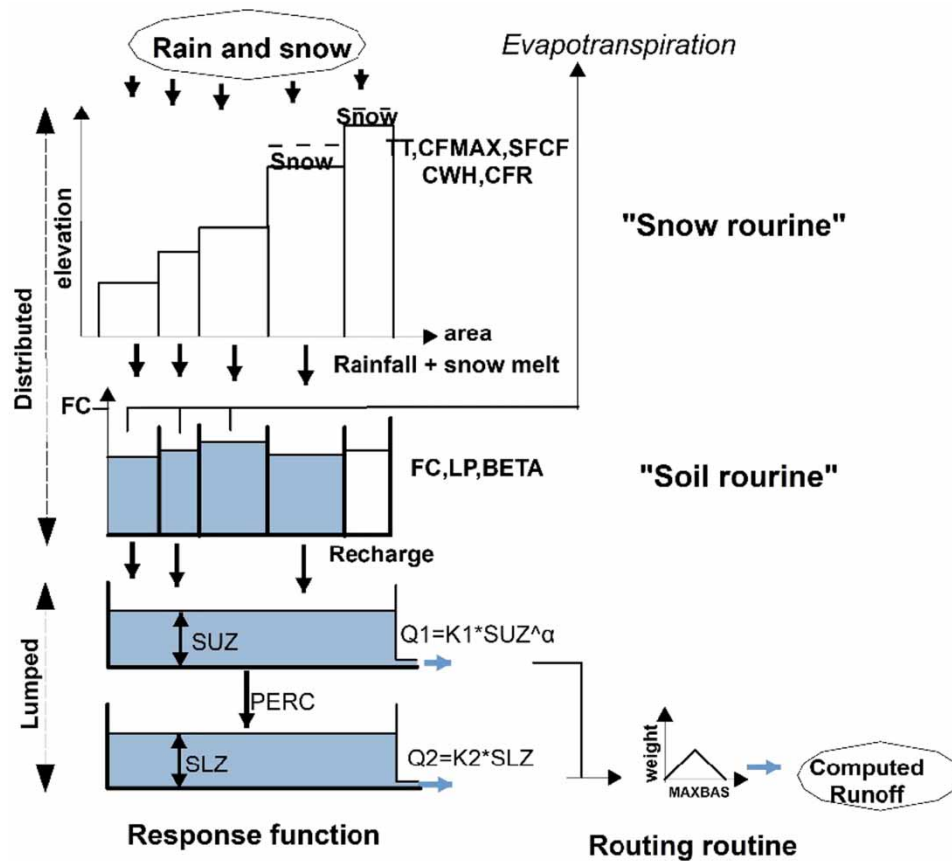 Rain and snow
Evapotranspiration
Snow
Snow
TT,CFMAX,SFCF
CWH,CFR
"Snow rourine"
elevation
area
Distributed
Rainfall + snow melt
FC
FC,LP,BETA
"Soil rourine"
Recharge
Lumped
SUZ
Q1=K1*SUZ^α
PERC
SLZ
Q2=K2*SLZ
weight
MAXBAS
Computed
Runoff
Response function
Routing routine